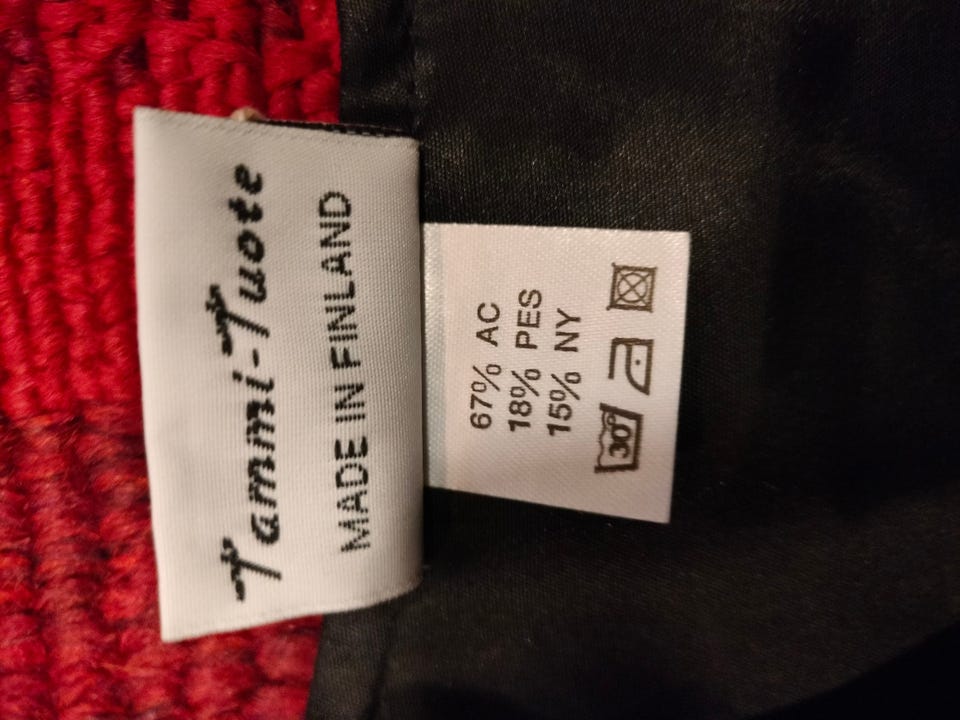 Tammi-Tuote
MADE IN FINLAND
67% AC
18% PES
15% NY
30°